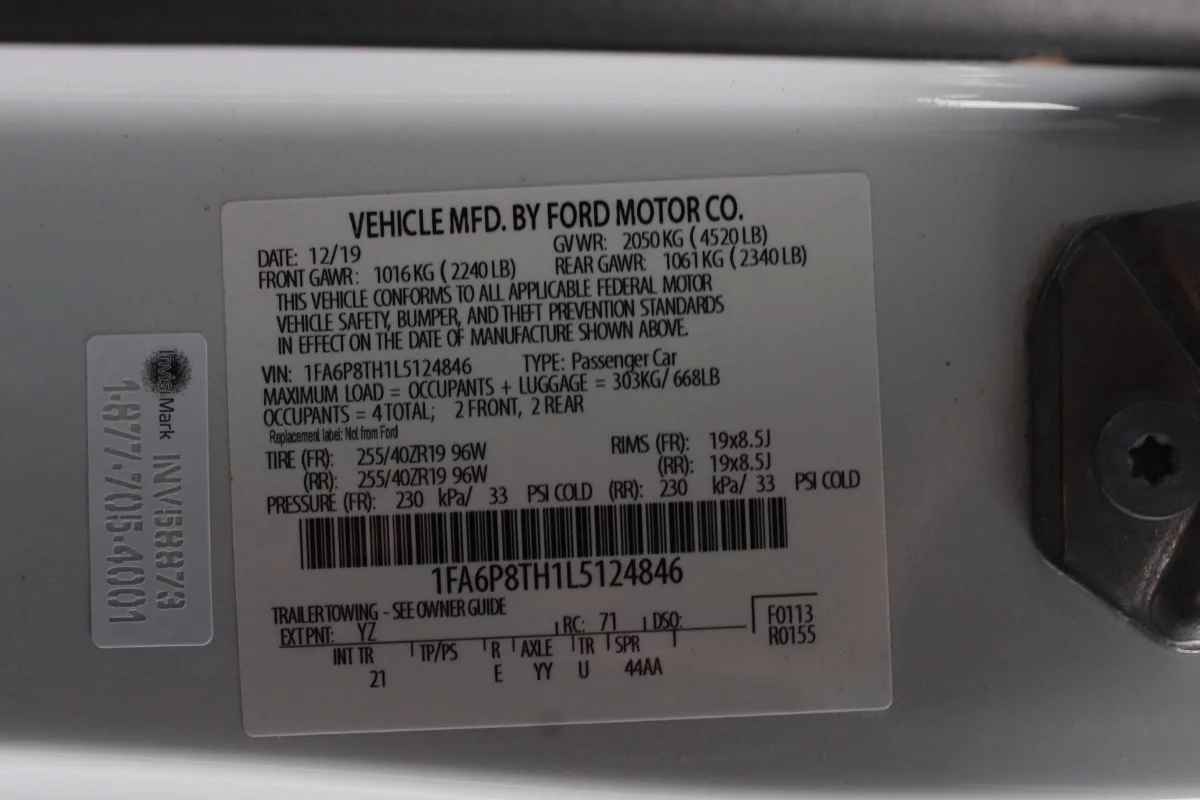 VEHICLE MFD. BY FORD MOTOR CO.
DATE: 12/19 GVWR: 2050 KG ( 4520 LB)
FRONT GAWR: 1016 KG ( 2240 LB) REAR GAWR: 1061 KG ( 2340 LB)
THIS VEHICLE CONFORMS TO ALL APPLICABLE FEDERAL MOTOR
VEHICLE SAFETY, BUMPER, AND THEFT PREVENTION STANDARDS
IN EFFECT ON THE DATE OF MANUFACTURE SHOWN ABOVE.
VIN: 1FA6P8TH1L5124846 TYPE: Passenger Car
MAXIMUM LOAD = OCCUPANTS + LUGGAGE = 303KG/ 668LB
OCCUPANTS = 4 TOTAL; 2 FRONT, 2 REAR
Replacement label: Not from Ford
TIRE (FR): 255/40ZR19 96W RIMS (FR): 19x8.5J
(RR): 255/40ZR19 96W (RR): 19x8.5J
PRESSURE (FR): 230 kPa/ 33 PSI COLD (RR): 230 kPa/ 33 PSI COLD
1FA6P8TH1L5124846
TRAILER TOWING - SEE OWNER GUIDE
EXT PNT: YZ RC: 71 DSO: F0113
R0155
INT TR TP/PS R AXLE TR SPR
21 E YY U 44AA
InVisiMark
INV58873
1-877-705-4001